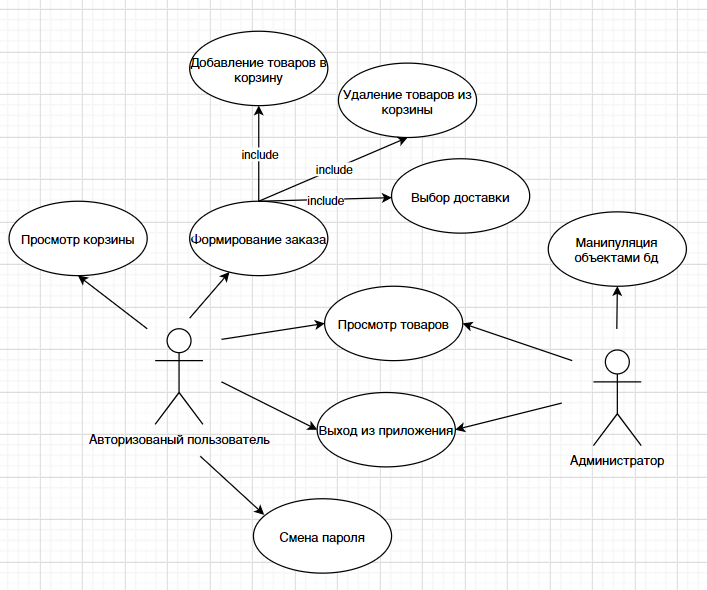 Добавление товаров в
корзину
Удаление товаров из
корзины
include
include
include
Выбор доставки
Просмотр корзины
Формирование заказа
Манипуляция
объектами бд
Просмотр товаров
Выход из приложения
Авторизованый пользователь
Администратор
Смена пароля